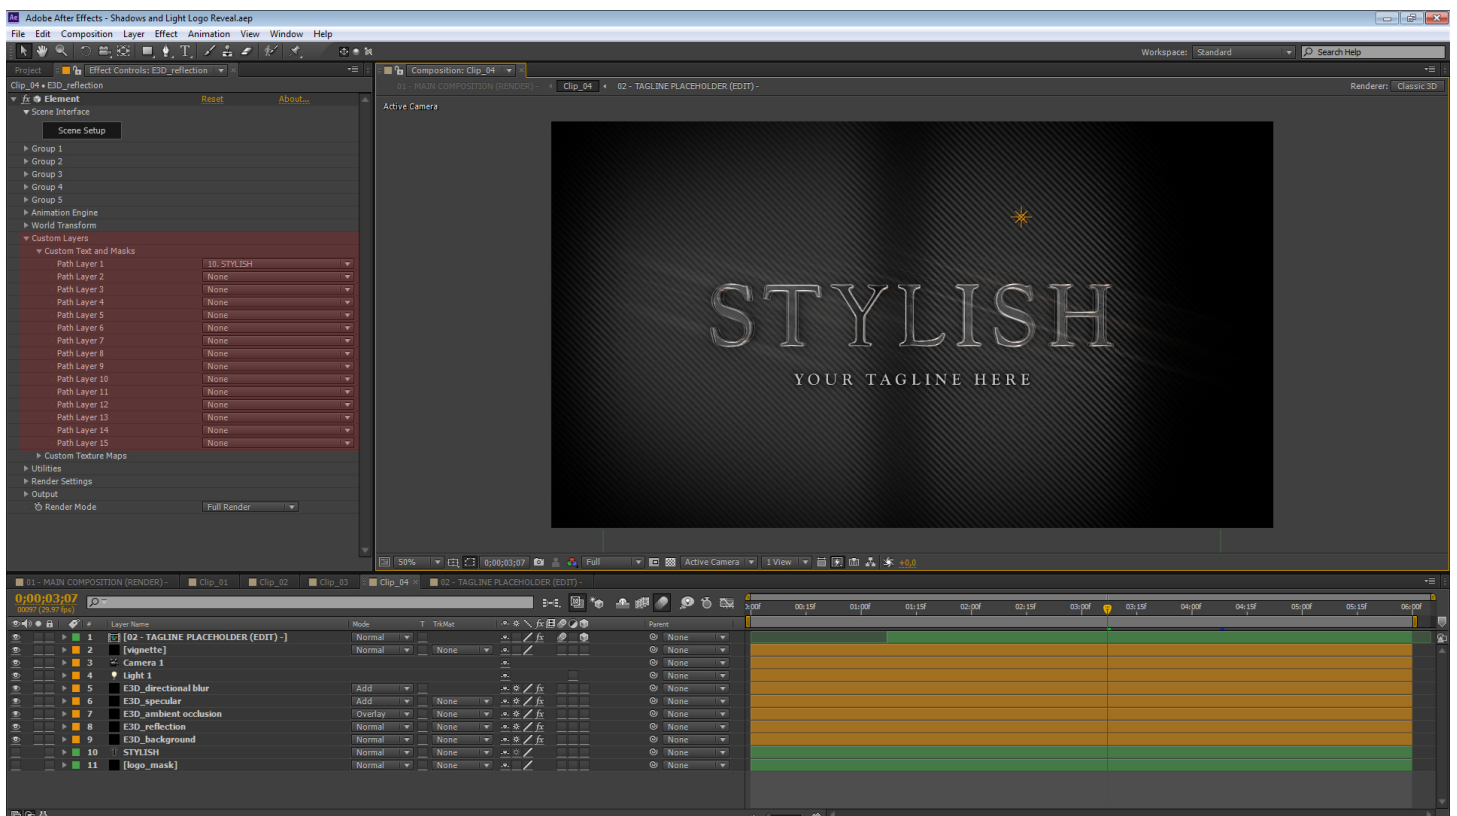 Ae Adobe After Effects - Shadows and Light Logo Reveal.aep
File Edit Composition Layer Effect Animation View Window Help
Workspace: Standard Search Help
Project Effect Controls: E3D_reflection
Composition: Clip_04
Clip_04 • E3D_reflection
01 - MAIN COMPOSITION (RENDER) - Clip_04 02 - TAGLINE PLACEHOLDER (EDIT) -
Renderer: Classic 3D
fx Element Reset About...
Active Camera
Scene Interface
Scene Setup
Group 1
Group 2
Group 3
Group 4
Group 5
Animation Engine
World Transform
Custom Layers
Custom Text and Masks
Path Layer 1 10. STYLISH
Path Layer 2 None
Path Layer 3 None
Path Layer 4 None
Path Layer 5 None
Path Layer 6 None
Path Layer 7 None
Path Layer 8 None
Path Layer 9 None
Path Layer 10 None
Path Layer 11 None
Path Layer 12 None
Path Layer 13 None
Path Layer 14 None
Path Layer 15 None
Custom Texture Maps
Utilities
Render Settings
Output
Render Mode Full Render
STYLISH
YOUR TAGLINE HERE
50% 0;00;03;07 Full Active Camera 1 View +0,0
01 - MAIN COMPOSITION (RENDER) - Clip_01 Clip_02 Clip_03 Clip_04 02 - TAGLINE PLACEHOLDER (EDIT) -
0;00;03;07
00097 (29.97 fps)
00F 00:15F 01:00F 01:15F 02:00F 02:15F 03:00F 03:15F 04:00F 04:15F 05:00F 05:15F 06:00F
# Layer Name Mode T TrkMat fx Parent
1 [02 - TAGLINE PLACEHOLDER (EDIT) -] Normal fx None
2 [vignette] Normal None None
3 Camera 1 None
4 Light 1 None
5 E3D_directional blur Add fx None
6 E3D_specular Add None fx None
7 E3D_ambient occlusion Overlay None fx None
8 E3D_reflection Normal None fx None
9 E3D_background Normal None fx None
10 T STYLISH Normal None None
11 [logo_mask] Normal None None